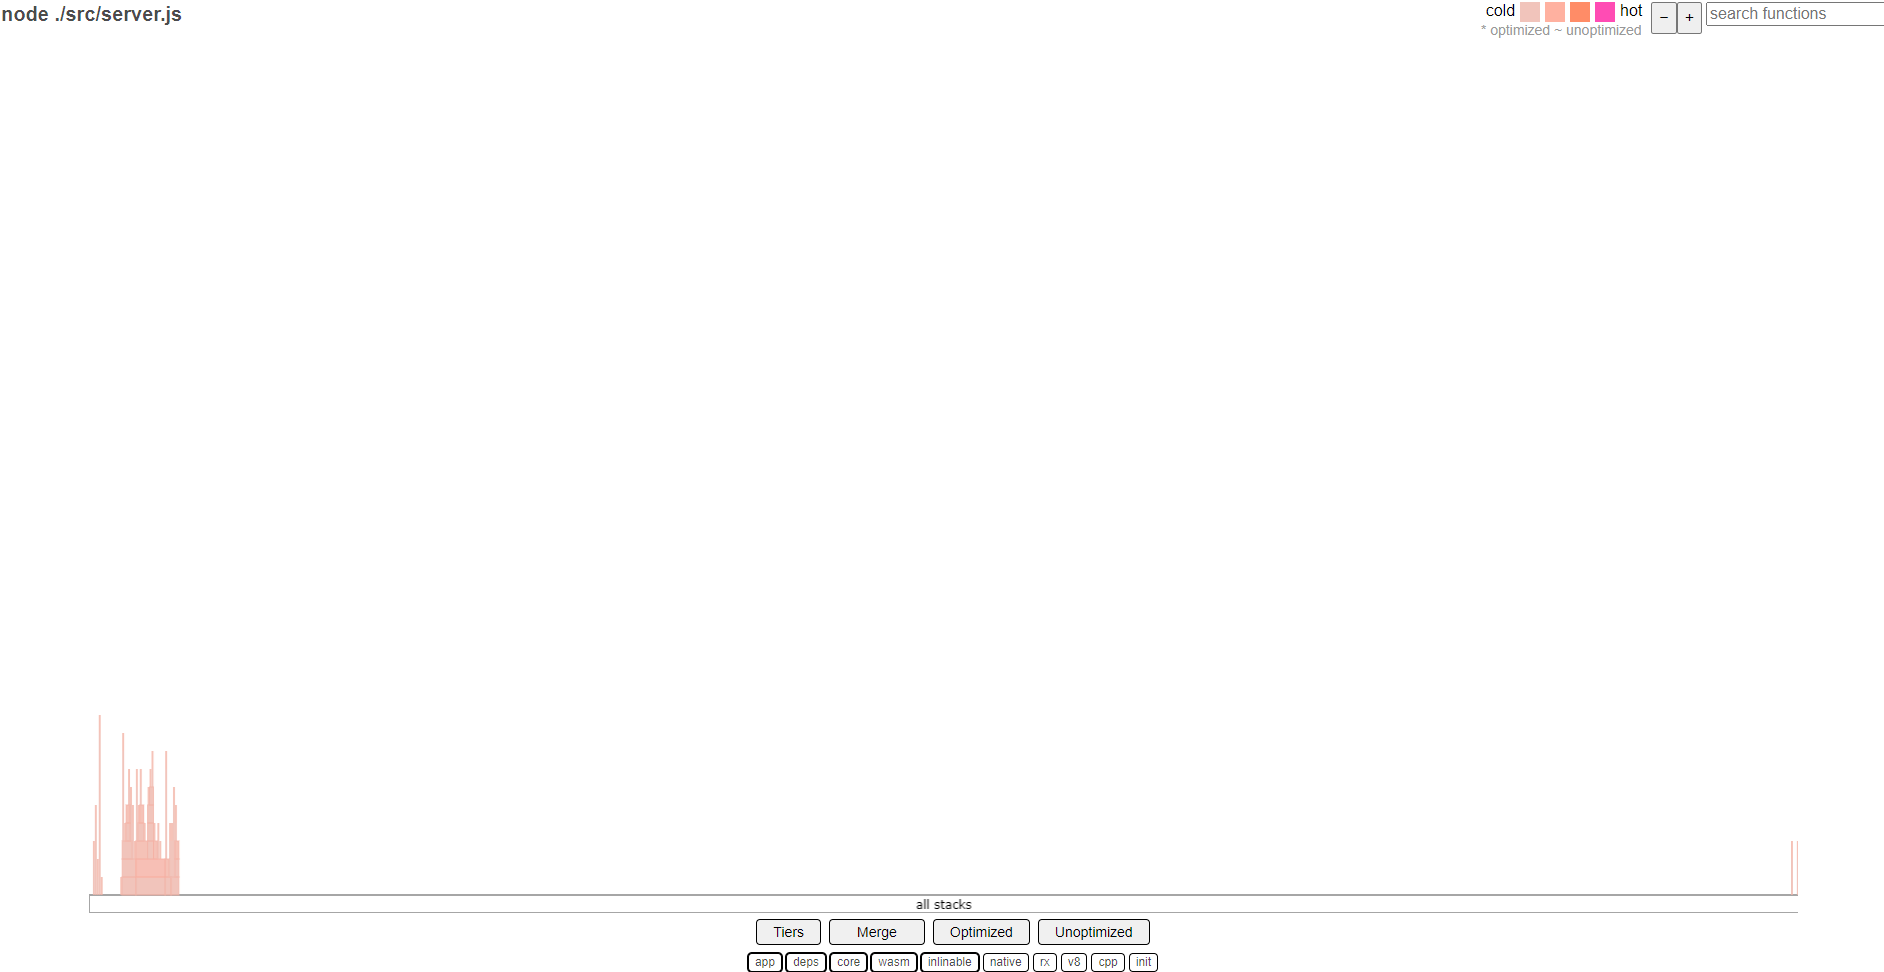 node ./src/server.js
cold hot
* optimized ~ unoptimized
− +
search functions
all stacks
Tiers Merge Optimized Unoptimized
app deps core wasm inlinable native rx v8 cpp init